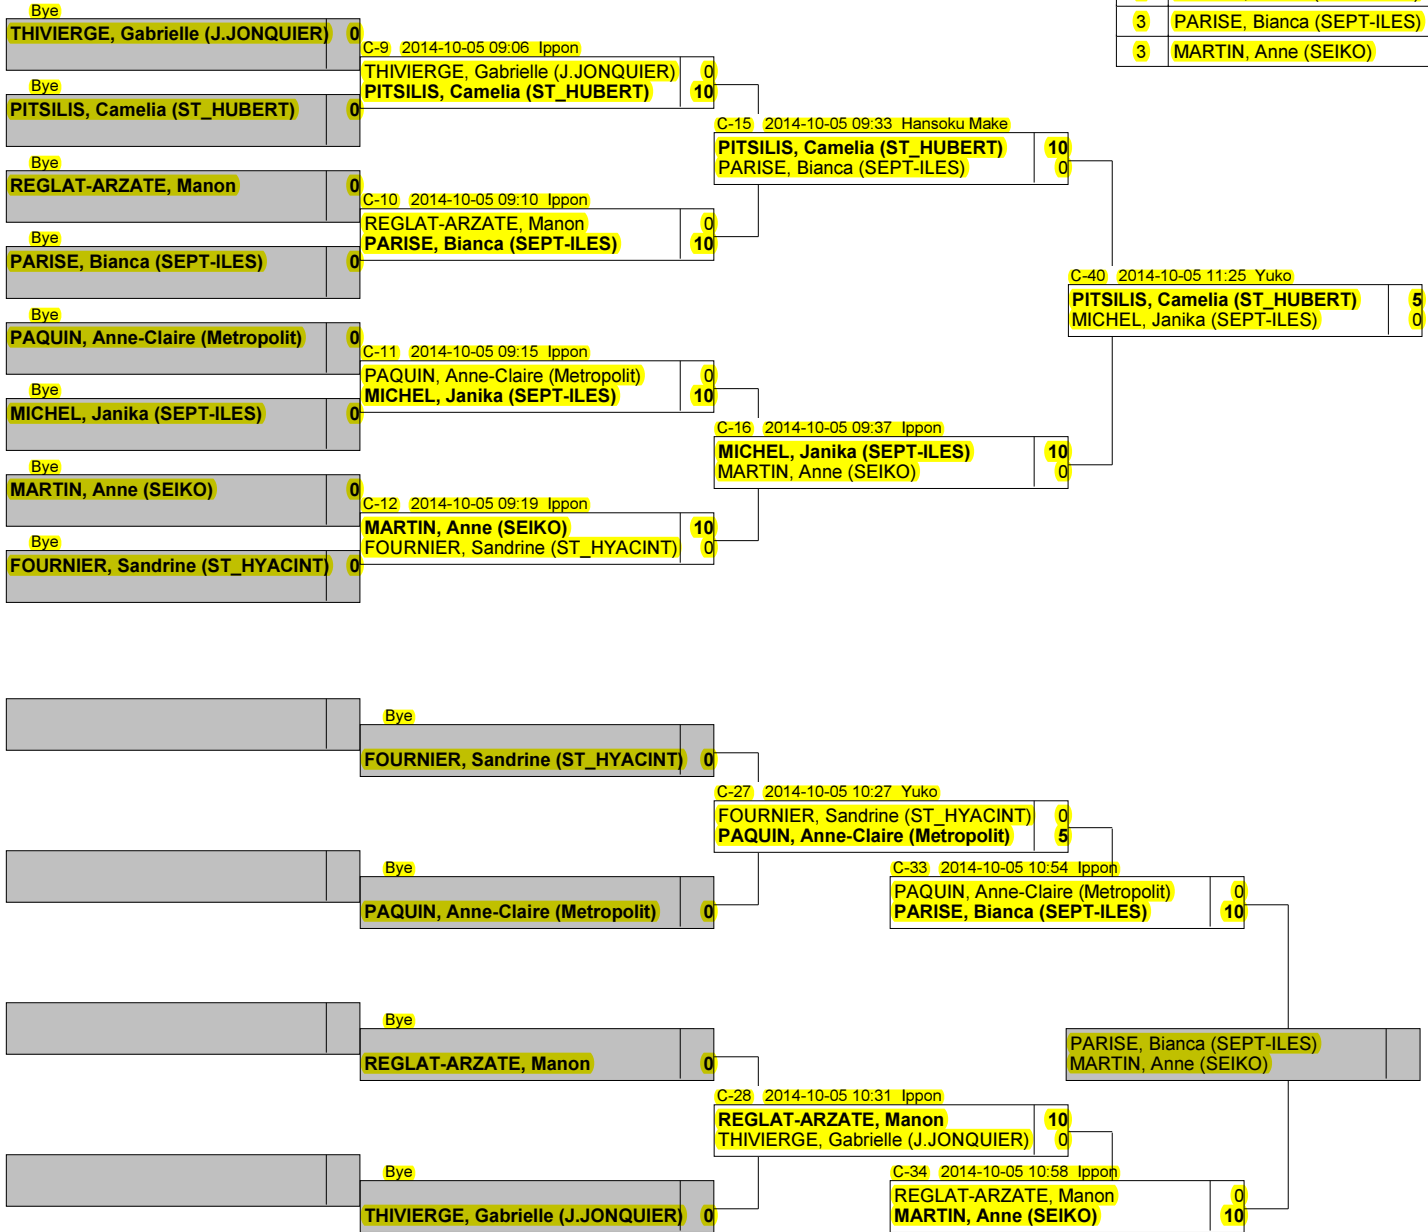 3 PARISE, Bianca (SEPT-ILES)
3 MARTIN, Anne (SEIKO)
Bye
THIVIERGE, Gabrielle (J.JONQUIER) 0
Bye
PITSILIS, Camelia (ST_HUBERT) 0
Bye
REGLAT-ARZATE, Manon 0
Bye
PARISE, Bianca (SEPT-ILES) 0
Bye
PAQUIN, Anne-Claire (Metropolit) 0
Bye
MICHEL, Janika (SEPT-ILES) 0
Bye
MARTIN, Anne (SEIKO) 0
Bye
FOURNIER, Sandrine (ST_HYACINT) 0
C-9 2014-10-05 09:06 Ippon
THIVIERGE, Gabrielle (J.JONQUIER) 0
PITSILIS, Camelia (ST_HUBERT) 10
C-10 2014-10-05 09:10 Ippon
REGLAT-ARZATE, Manon 0
PARISE, Bianca (SEPT-ILES) 10
C-11 2014-10-05 09:15 Ippon
PAQUIN, Anne-Claire (Metropolit) 0
MICHEL, Janika (SEPT-ILES) 10
C-12 2014-10-05 09:19 Ippon
MARTIN, Anne (SEIKO) 10
FOURNIER, Sandrine (ST_HYACINT) 0
C-15 2014-10-05 09:33 Hansoku Make
PITSILIS, Camelia (ST_HUBERT) 10
PARISE, Bianca (SEPT-ILES) 0
C-16 2014-10-05 09:37 Ippon
MICHEL, Janika (SEPT-ILES) 10
MARTIN, Anne (SEIKO) 0
C-40 2014-10-05 11:25 Yuko
PITSILIS, Camelia (ST_HUBERT) 5
MICHEL, Janika (SEPT-ILES) 0
Bye
FOURNIER, Sandrine (ST_HYACINT) 0
Bye
PAQUIN, Anne-Claire (Metropolit) 0
Bye
REGLAT-ARZATE, Manon 0
Bye
THIVIERGE, Gabrielle (J.JONQUIER) 0
C-27 2014-10-05 10:27 Yuko
FOURNIER, Sandrine (ST_HYACINT) 0
PAQUIN, Anne-Claire (Metropolit) 5
C-28 2014-10-05 10:31 Ippon
REGLAT-ARZATE, Manon 10
THIVIERGE, Gabrielle (J.JONQUIER) 0
C-33 2014-10-05 10:54 Ippon
PAQUIN, Anne-Claire (Metropolit) 0
PARISE, Bianca (SEPT-ILES) 10
C-34 2014-10-05 10:58 Ippon
REGLAT-ARZATE, Manon 0
MARTIN, Anne (SEIKO) 10
PARISE, Bianca (SEPT-ILES)
MARTIN, Anne (SEIKO)